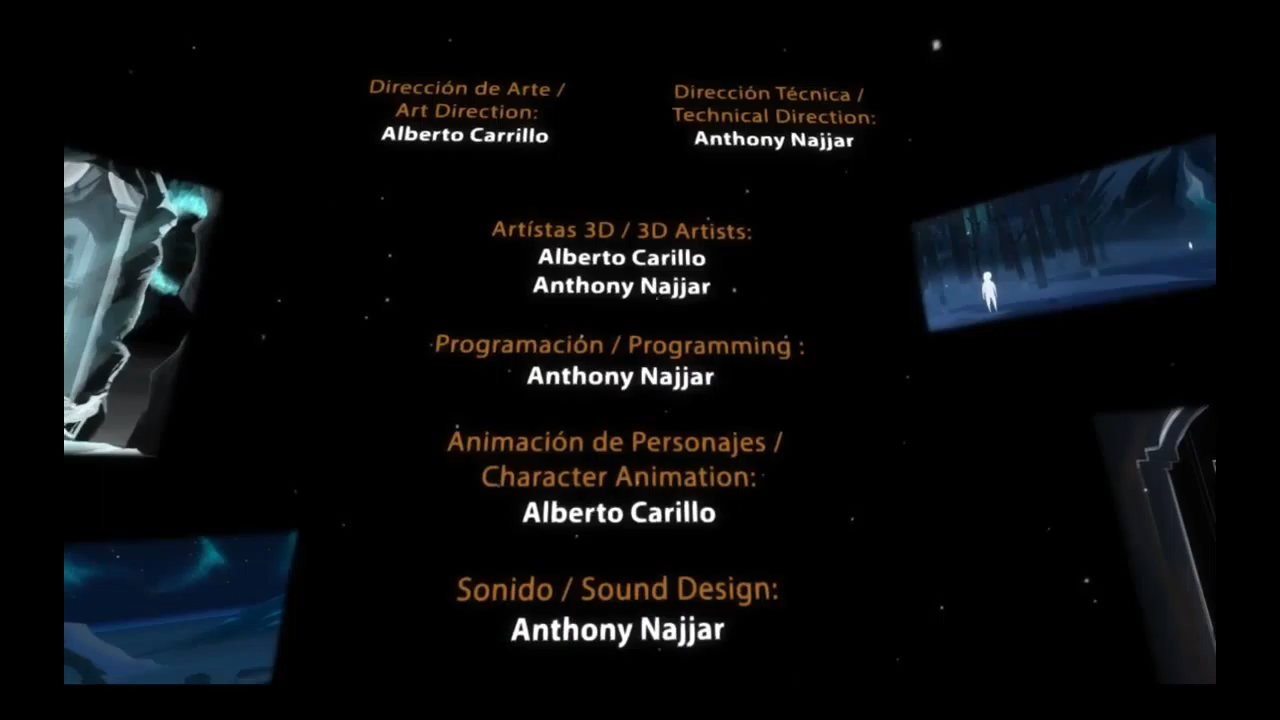 Dirección de Arte /
Art Direction:
Alberto Carrillo
Dirección Técnica /
Technical Direction:
Anthony Najjar
Artístas 3D / 3D Artists:
Alberto Carillo
Anthony Najjar
Programación / Programming :
Anthony Najjar
Animación de Personajes /
Character Animation:
Alberto Carillo
Sonido / Sound Design:
Anthony Najjar